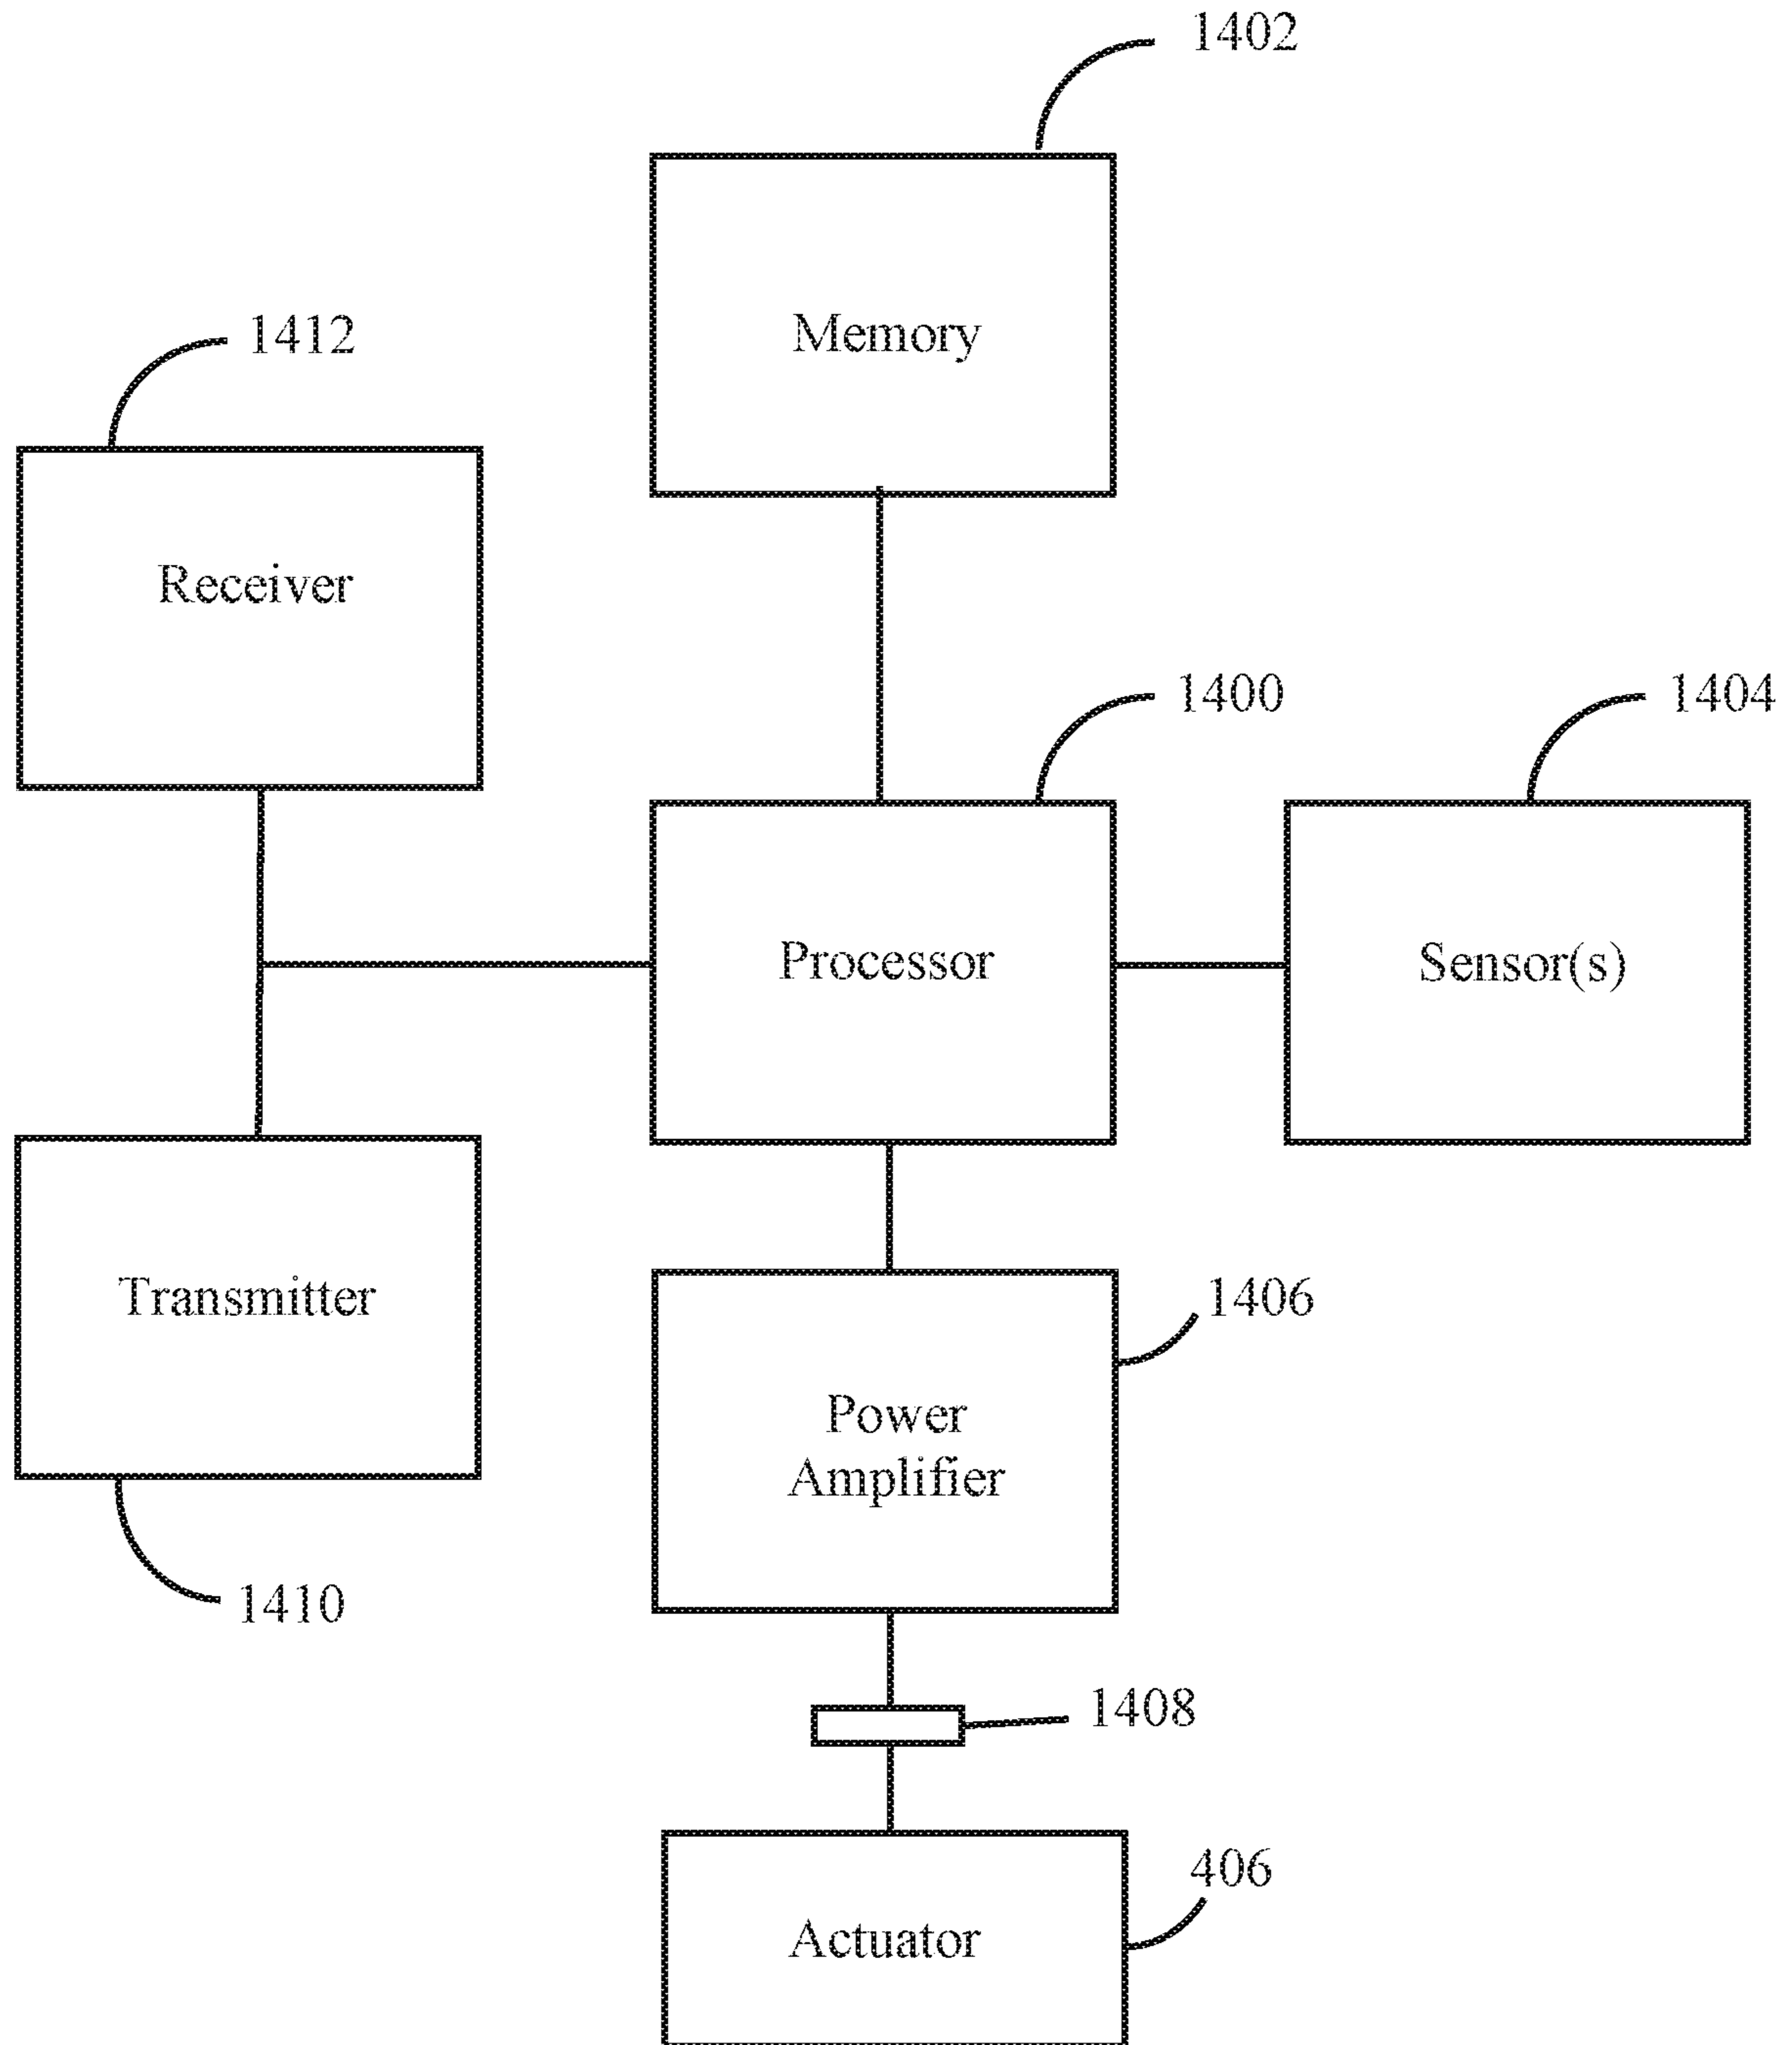 1402
Memory
1412
Receiver
1400
1404
Processor
Sensor(s)
Transmitter
1406
Power
Amplifier
1410
1408
406
Actuator